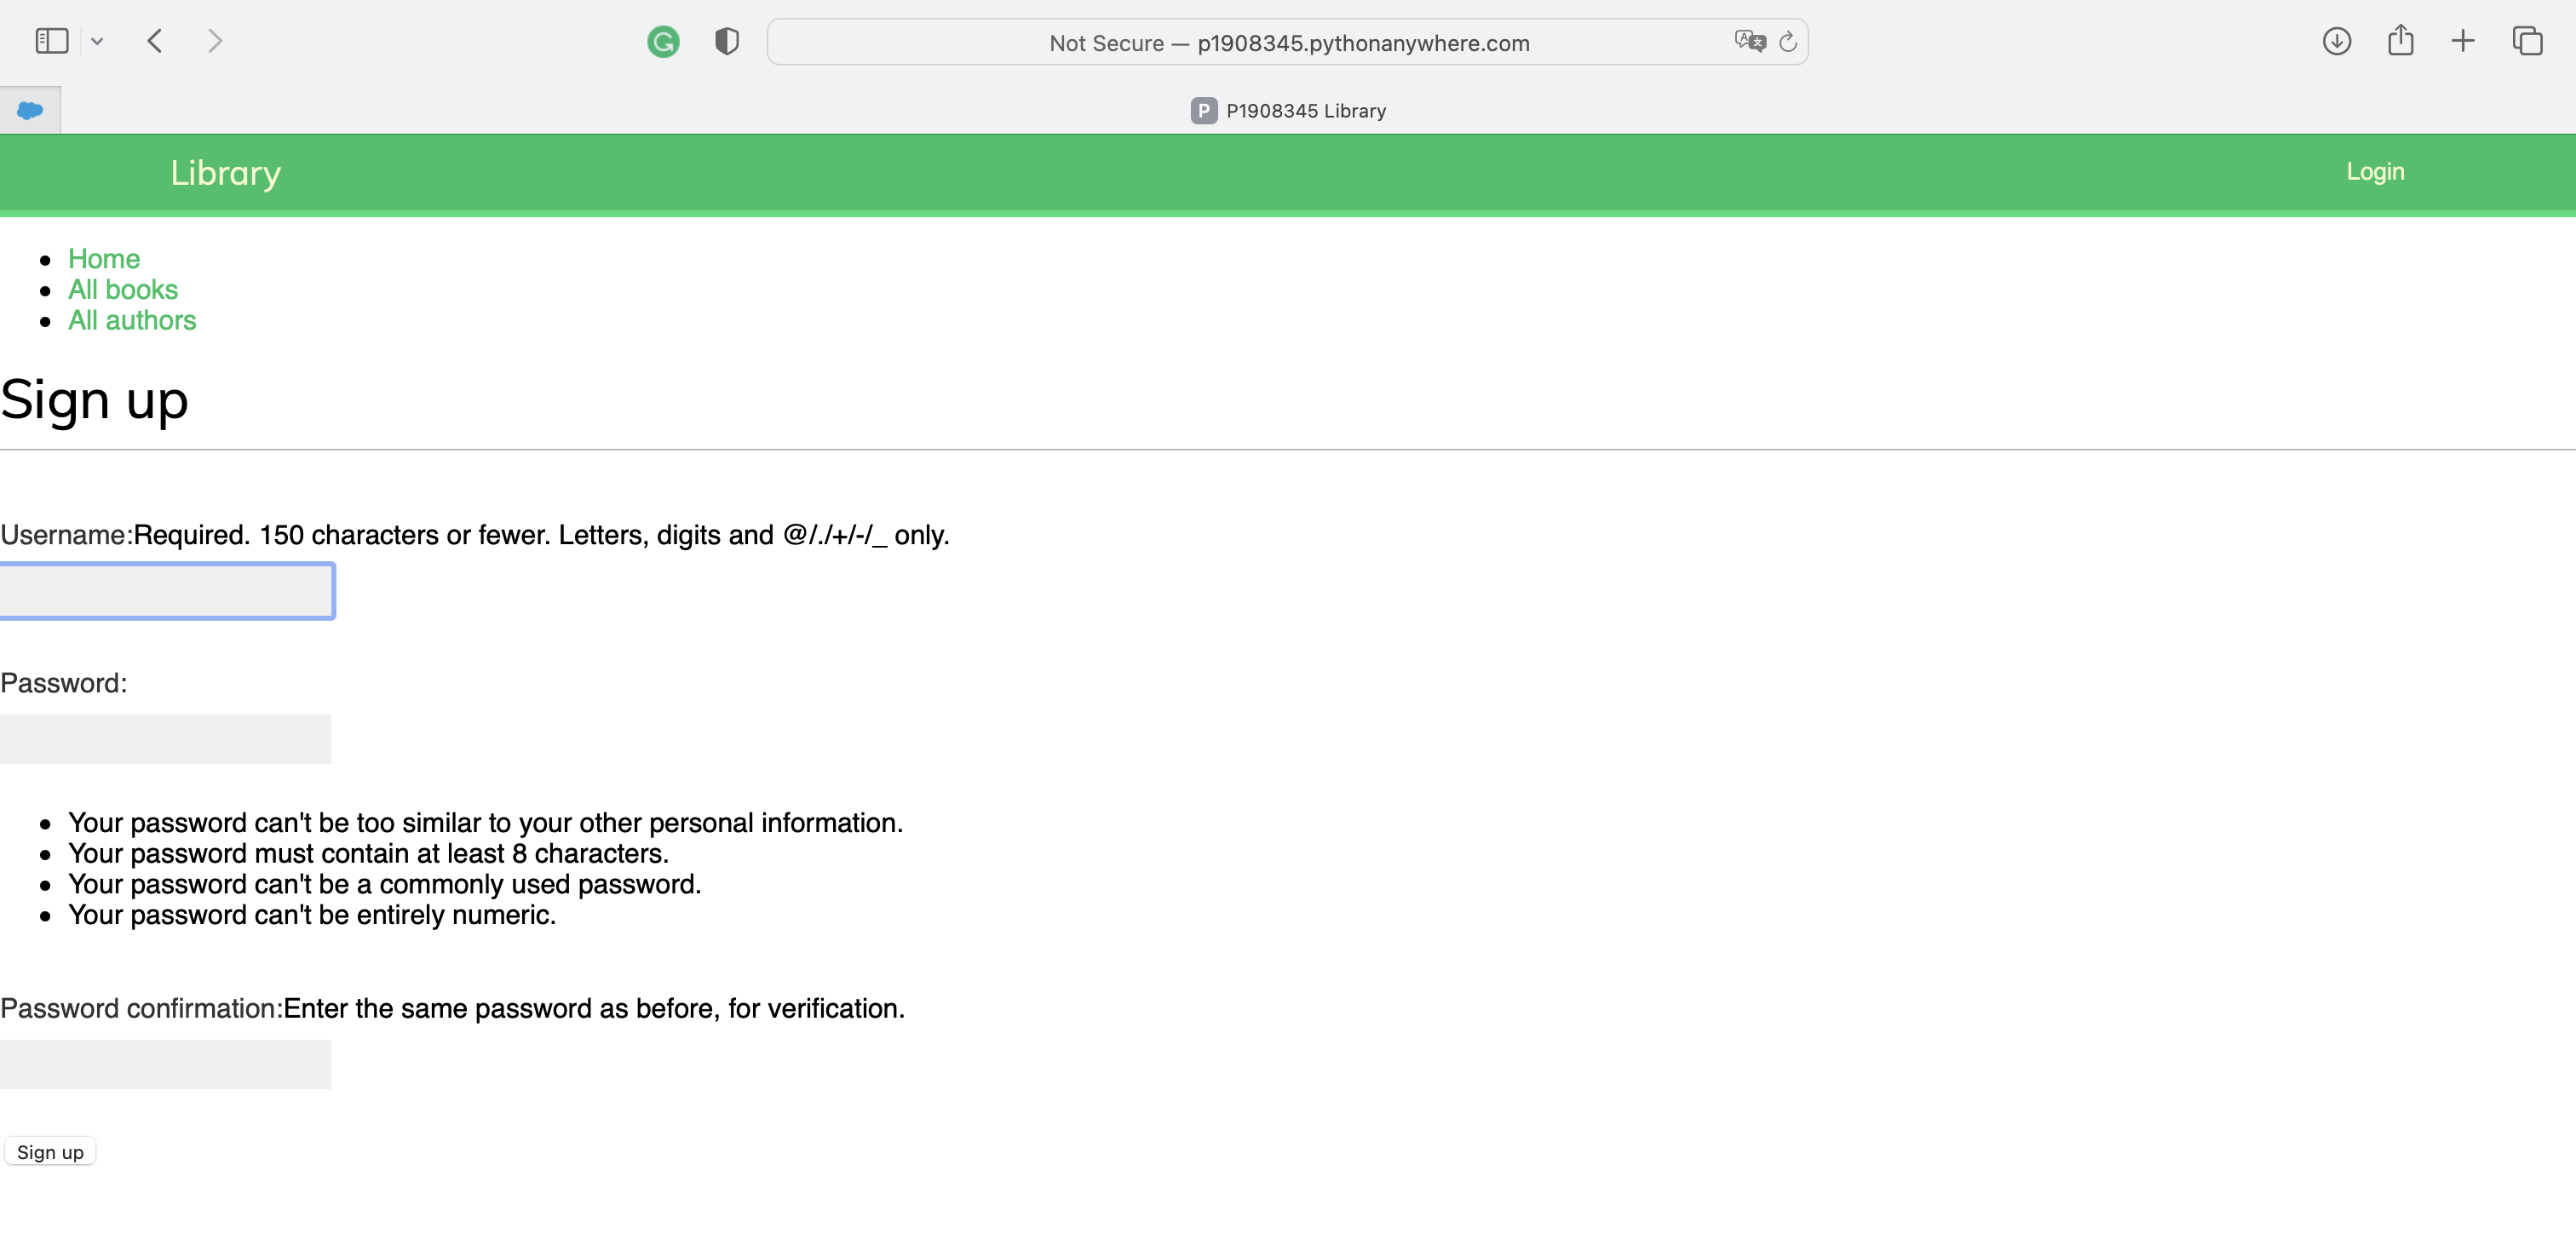 Not Secure — p1908345.pythonanywhere.com
P P1908345 Library
Library
Login
Home
All books
All authors
Sign up
Username:Required. 150 characters or fewer. Letters, digits and @/./+/-/_ only.
Password:
Your password can't be too similar to your other personal information.
Your password must contain at least 8 characters.
Your password can't be a commonly used password.
Your password can't be entirely numeric.
Password confirmation:Enter the same password as before, for verification.
Sign up